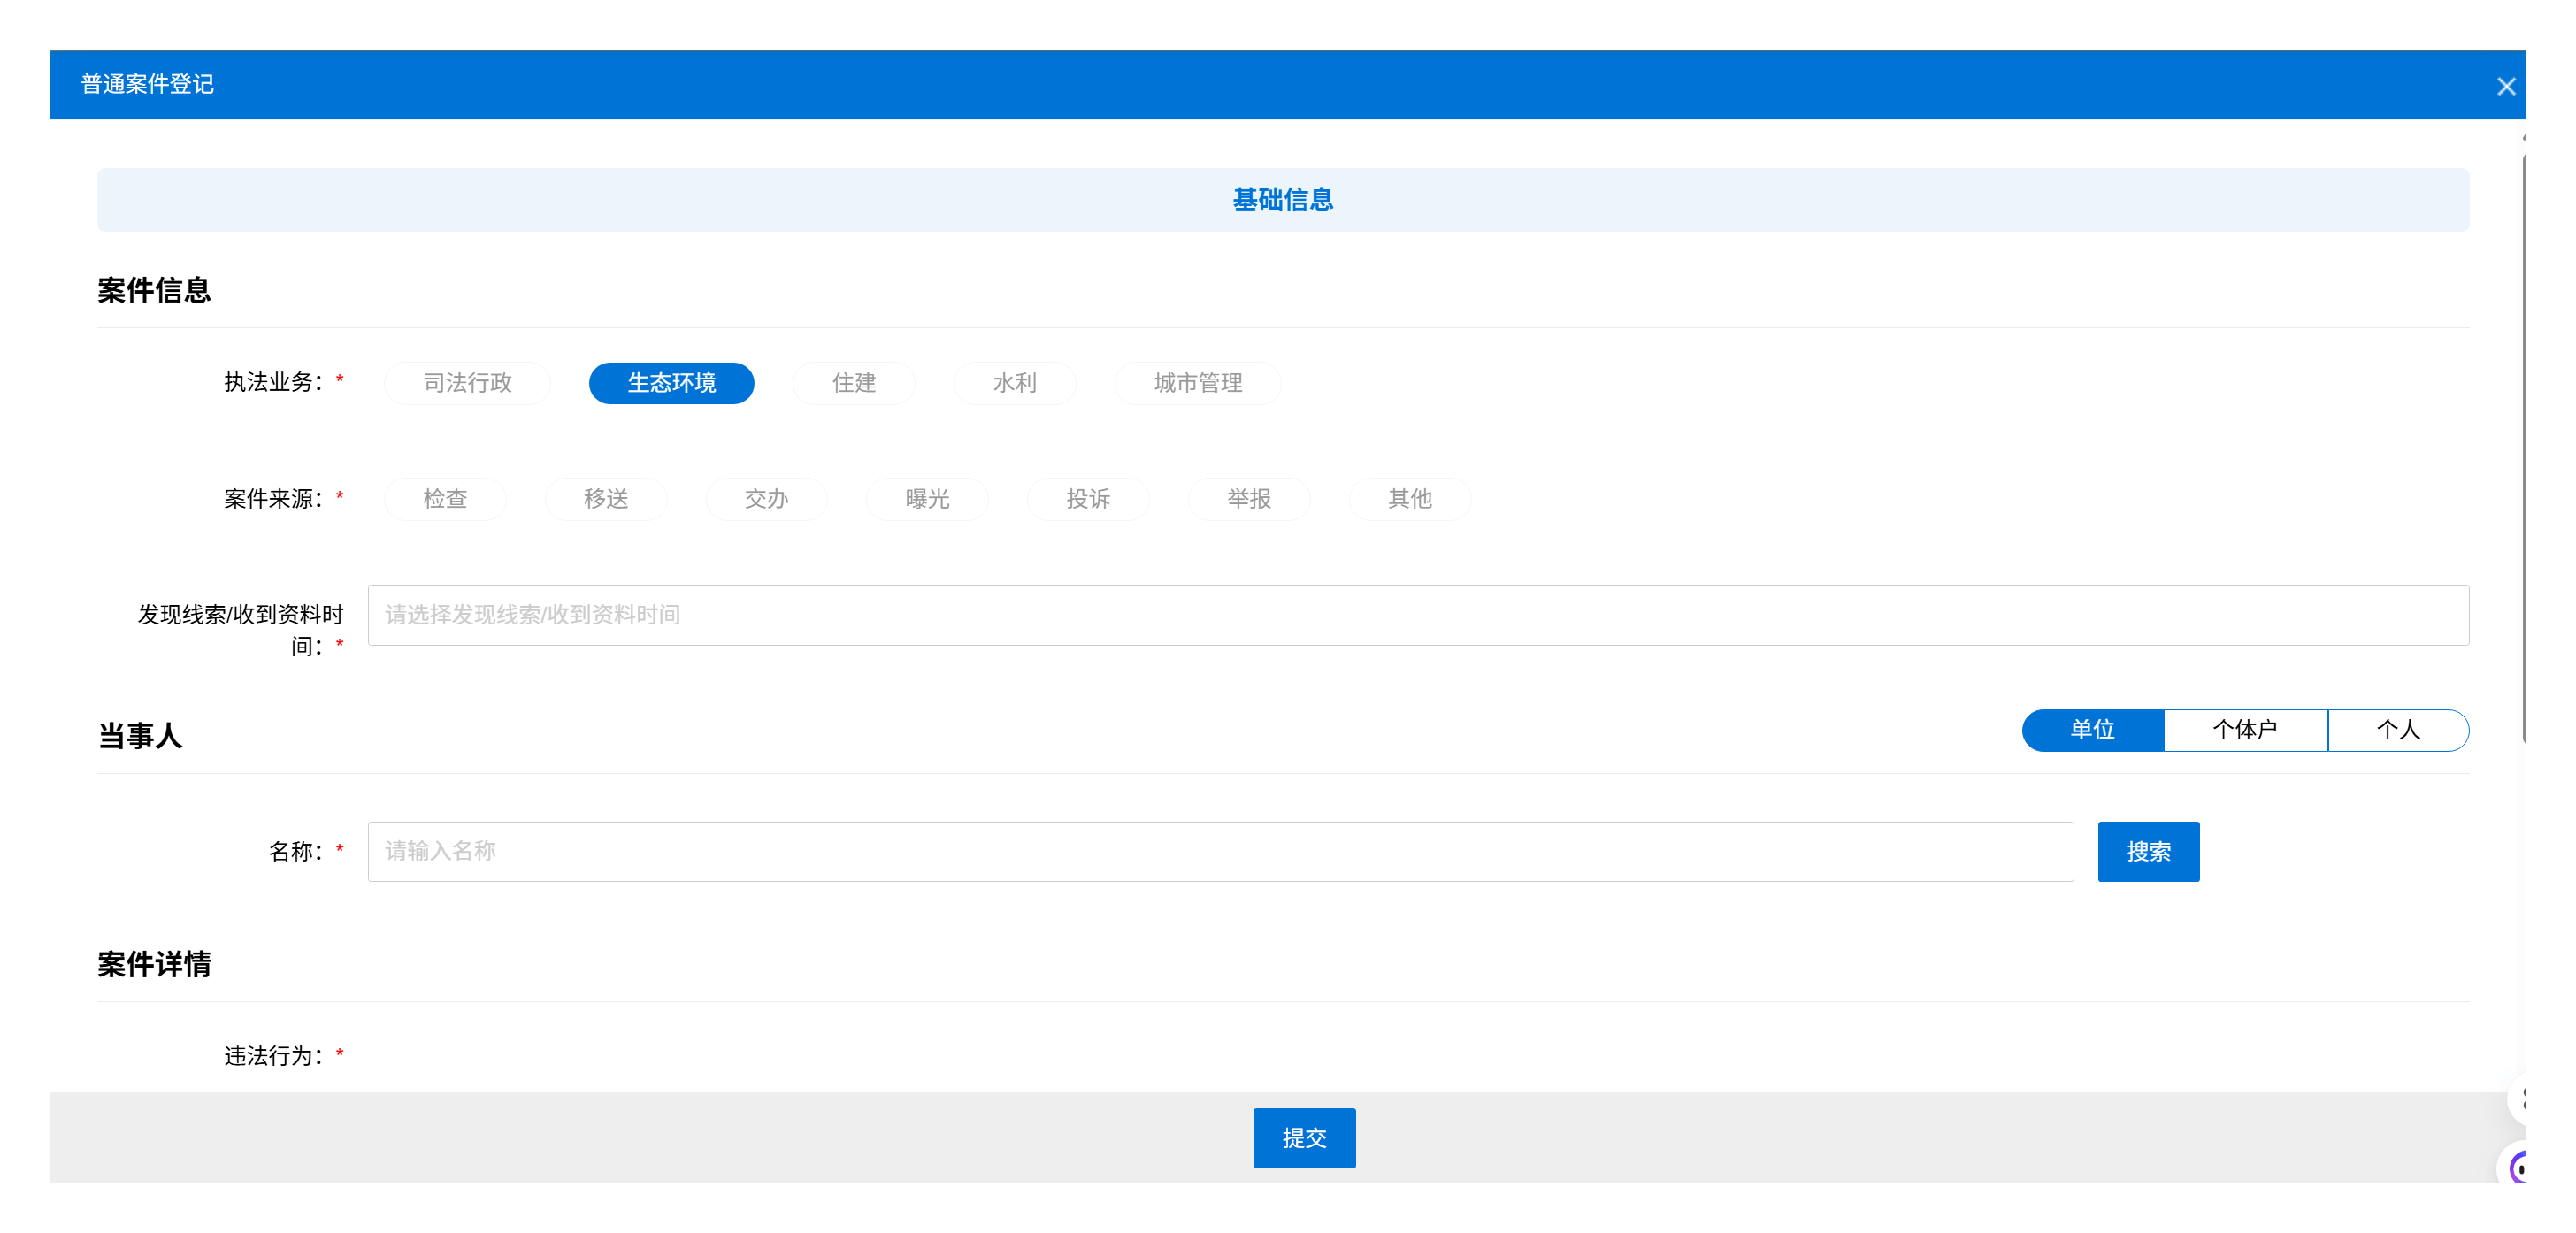 普通案件登记
基础信息
案件信息
执法业务：* 司法行政 生态环境 住建 水利 城市管理
案件来源：* 检查 移送 交办 曝光 投诉 举报 其他
发现线索/收到资料时
间：*
请选择发现线索/收到资料时间
当事人
单位 个体户 个人
名称：* 请输入名称 搜索
案件详情
违法行为：*
提交